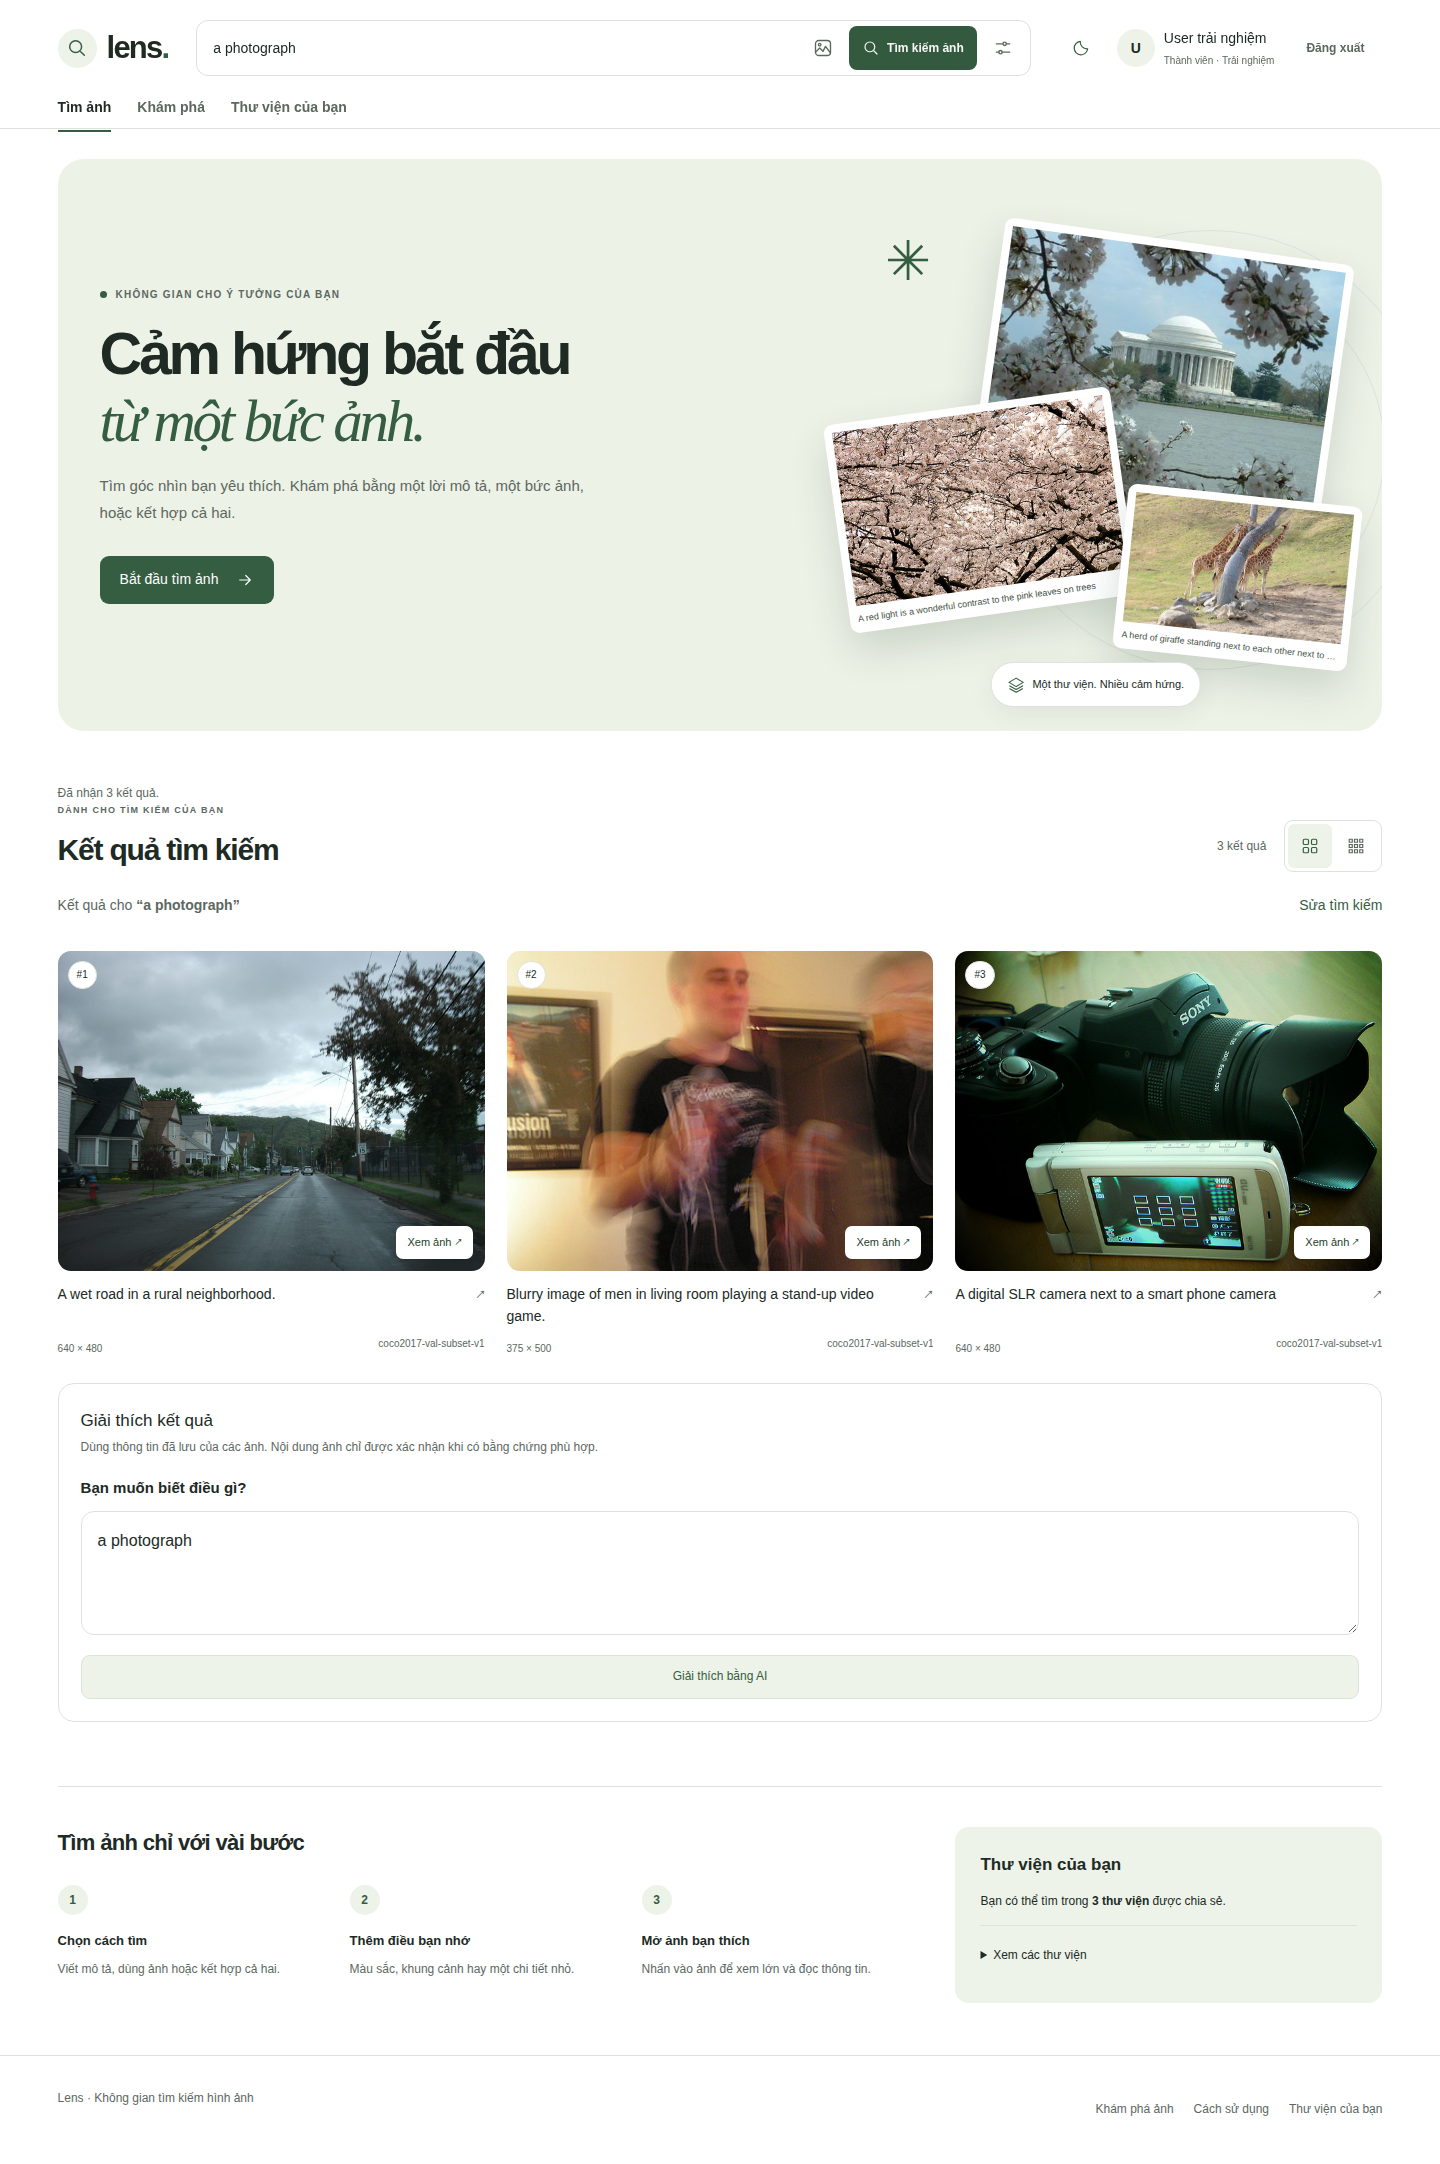 lens.
a photograph
Tìm kiếm ảnh
U
User trải nghiệm
Thành viên · Trải nghiệm
Đăng xuất
Tìm ảnh
Khám phá
Thư viện của bạn
KHÔNG GIAN CHO Ý TƯỞNG CỦA BẠN
Cảm hứng bắt đầu
từ một bức ảnh.
Tìm góc nhìn bạn yêu thích. Khám phá bằng một lời mô tả, một bức ảnh,
hoặc kết hợp cả hai.
Bắt đầu tìm ảnh
A red light is a wonderful contrast to the pink leaves on trees
A herd of giraffe standing next to each other next to ...
Một thư viện. Nhiều cảm hứng.
Đã nhận 3 kết quả.
DÀNH CHO TÌM KIẾM CỦA BẠN
Kết quả tìm kiếm
3 kết quả
Kết quả cho “a photograph”
Sửa tìm kiếm
#1
Xem ảnh ↗
#2
usion
Xem ảnh ↗
#3
SONY
Xem ảnh ↗
A wet road in a rural neighborhood. ↗
640 × 480
coco2017-val-subset-v1
Blurry image of men in living room playing a stand-up video ↗
game.
375 × 500
coco2017-val-subset-v1
A digital SLR camera next to a smart phone camera ↗
640 × 480
coco2017-val-subset-v1
Giải thích kết quả
Dùng thông tin đã lưu của các ảnh. Nội dung ảnh chỉ được xác nhận khi có bằng chứng phù hợp.
Bạn muốn biết điều gì?
a photograph
Giải thích bằng AI
Tìm ảnh chỉ với vài bước
1
Chọn cách tìm
Viết mô tả, dùng ảnh hoặc kết hợp cả hai.
2
Thêm điều bạn nhớ
Màu sắc, khung cảnh hay một chi tiết nhỏ.
3
Mở ảnh bạn thích
Nhấn vào ảnh để xem lớn và đọc thông tin.
Thư viện của bạn
Bạn có thể tìm trong 3 thư viện được chia sẻ.
Xem các thư viện
Lens · Không gian tìm kiếm hình ảnh
Khám phá ảnh
Cách sử dụng
Thư viện của bạn